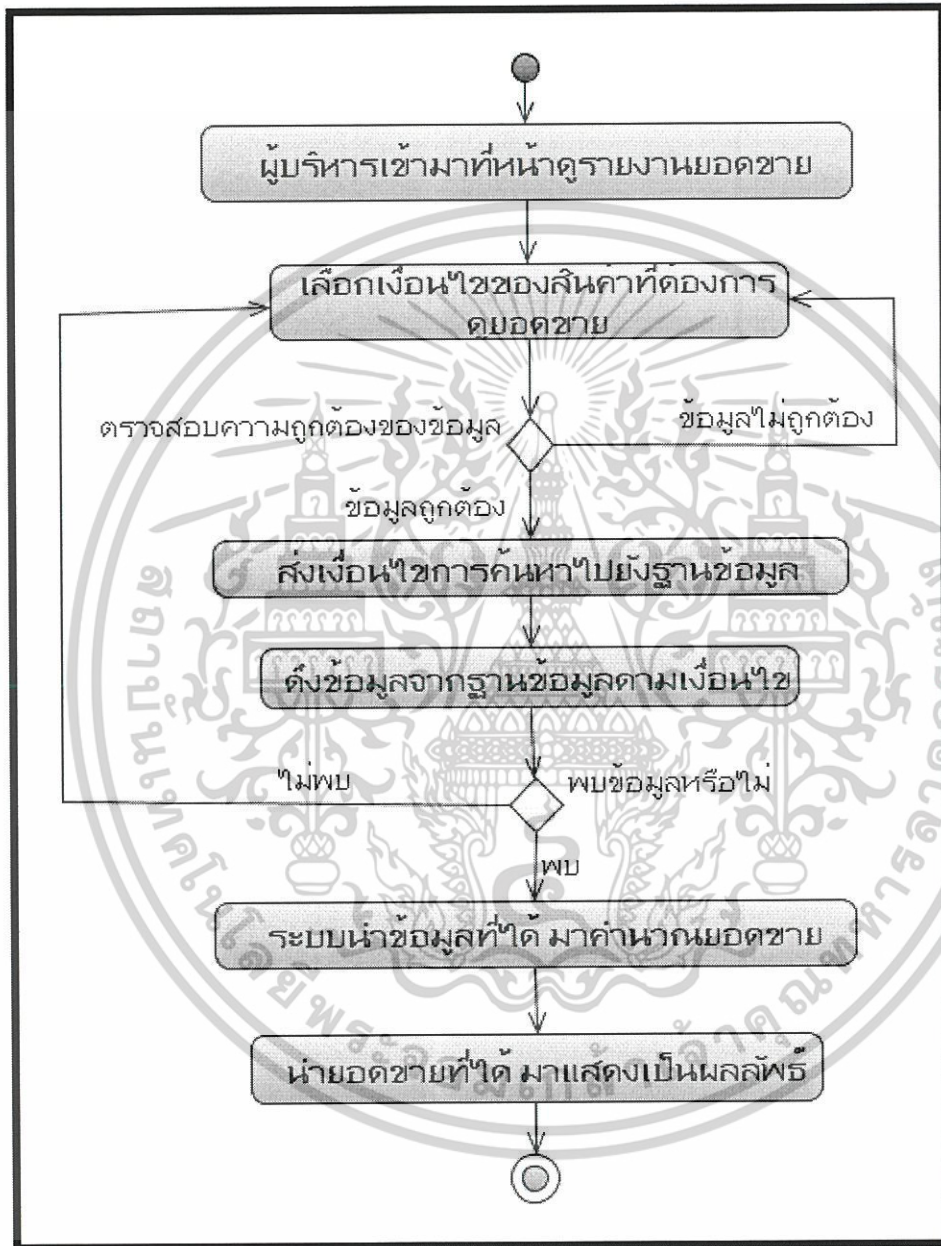 ผู้บริหารเข้ามาที่หน้าดูรายงานยอดขาย
เลือกเงื่อนไขของสินค้าที่ต้องการ
ดูยอดขาย
ตรวจสอบความถูกต้องของข้อมูล
ข้อมูลไม่ถูกต้อง
ข้อมูลถูกต้อง
ส่งเงื่อนไขการค้นหาไปยังฐานข้อมูล
ดึงข้อมูลจากฐานข้อมูลตามเงื่อนไข
ไม่พบ
พบข้อมูลหรือไม่
พบ
ระบบนำข้อมูลที่ได้ มาคำนวณยอดขาย
นำยอดขายที่ได้ มาแสดงเป็นผลลัพธ์